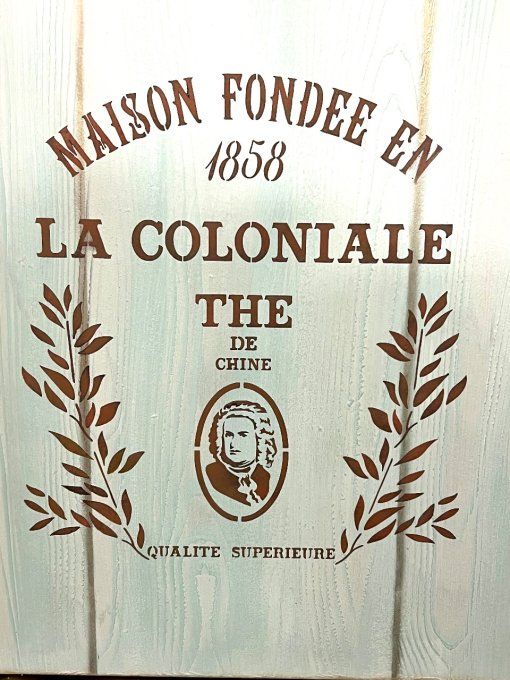 MAISON FONDEE EN
1858
LA COLONIALE
THE
DE
CHINE
QUALITE SUPERIEURE